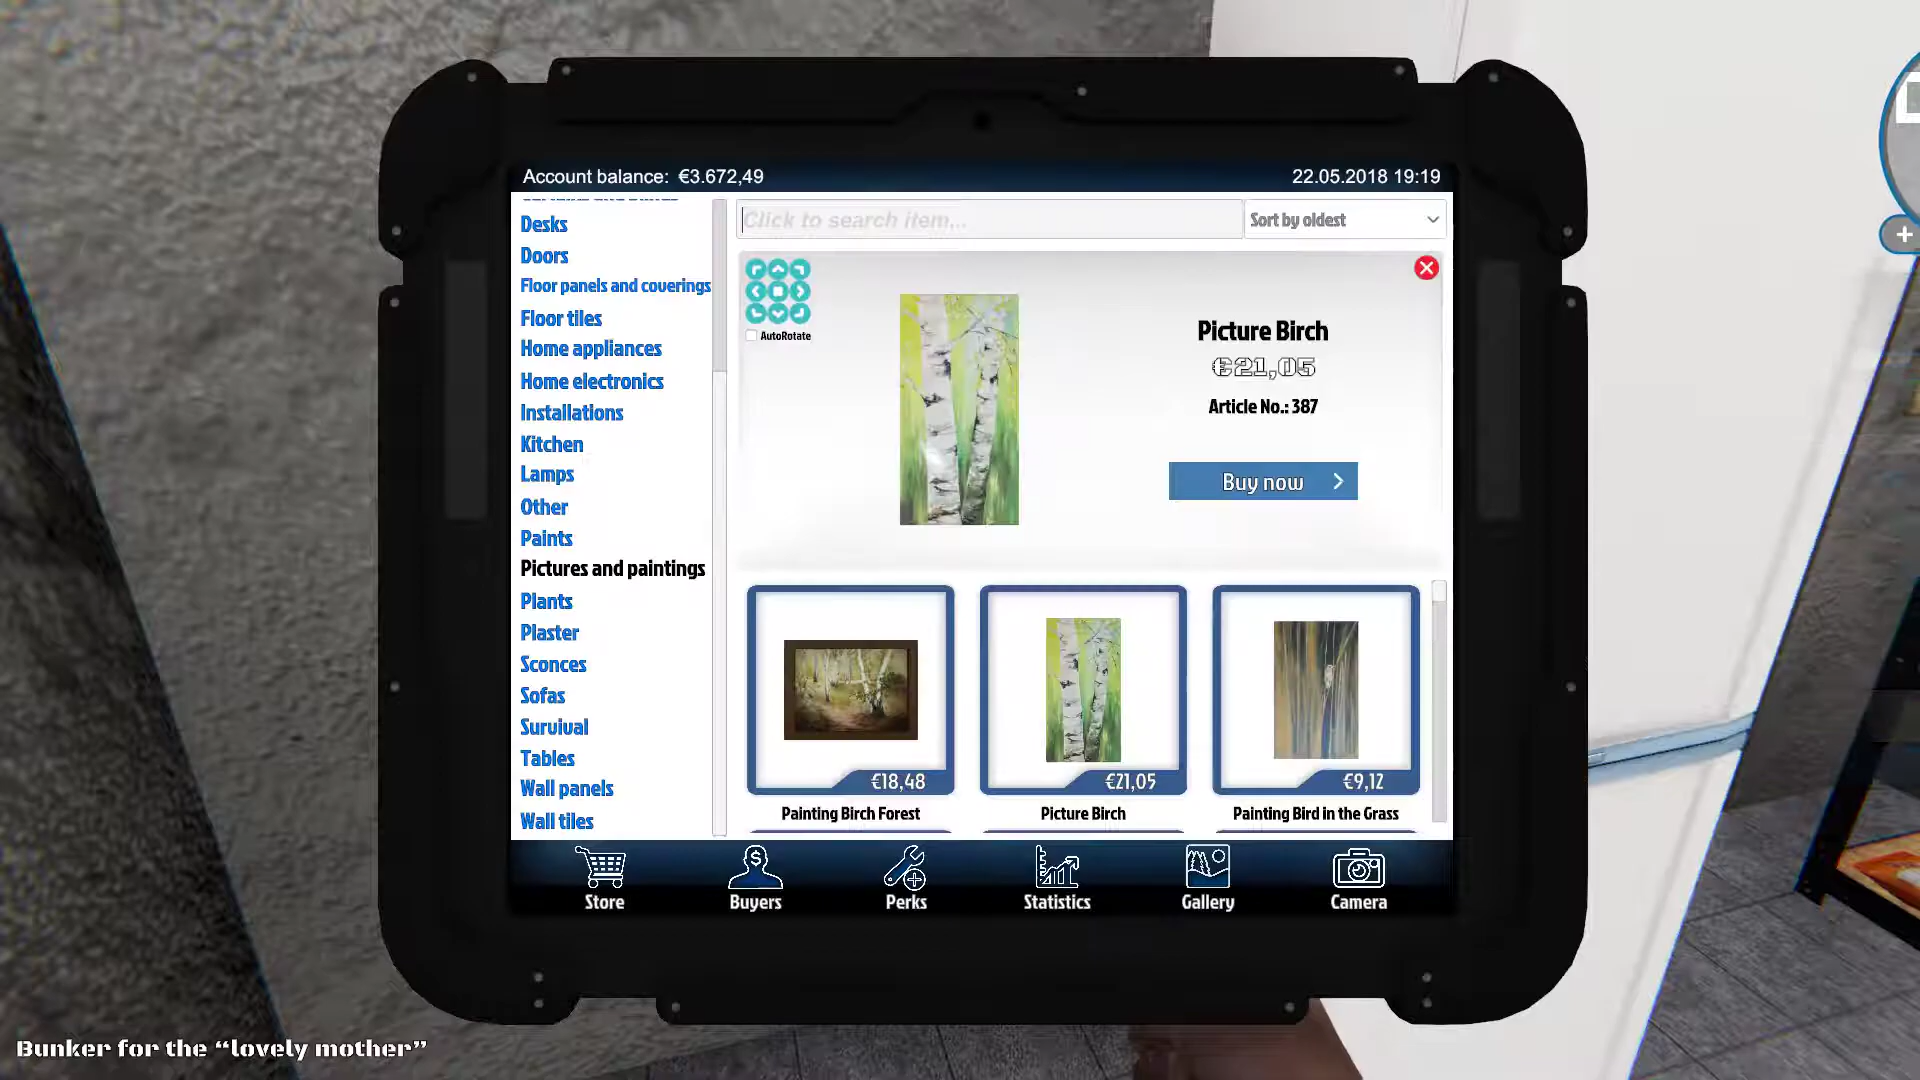 Account balance: €3.672,49
22.05.2018 19:19
Desks
Doors
Floor panels and coverings
Floor tiles
Home appliances
Home electronics
Installations
Kitchen
Lamps
Other
Paints
Pictures and paintings
Plants
Plaster
Sconces
Sofas
Survival
Tables
Wall panels
Wall tiles
Click to search item...
Sort by oldest
AutoRotate
Picture Birch
€21,05
Article No.: 387
Buy now
€18,48
€21,05
€9,12
Painting Birch Forest
Picture Birch
Painting Bird in the Grass
Store
Buyers
Perks
Statistics
Gallery
Camera
Bunker for the “lovely mother”